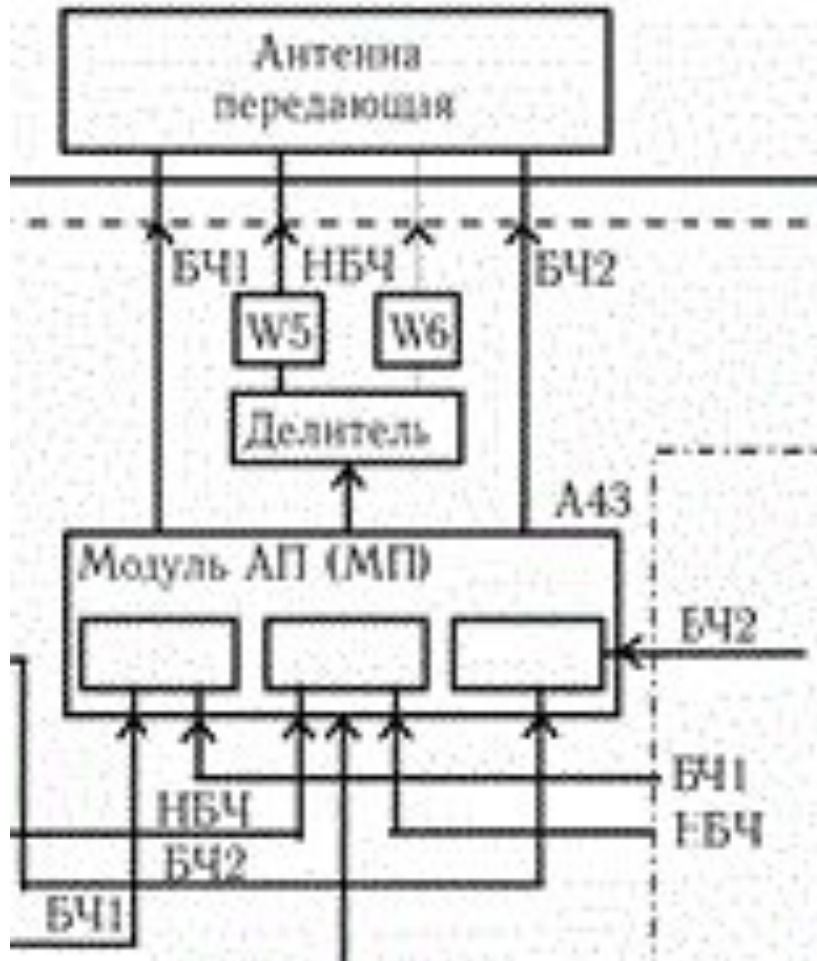 Антенна
передающая
БЧ1
НБЧ
БЧ2
W5
W6
Делитель
А43
Модуль АП (МП)
БЧ2
БЧ1
НБЧ
НБЧ
БЧ2
БЧ1